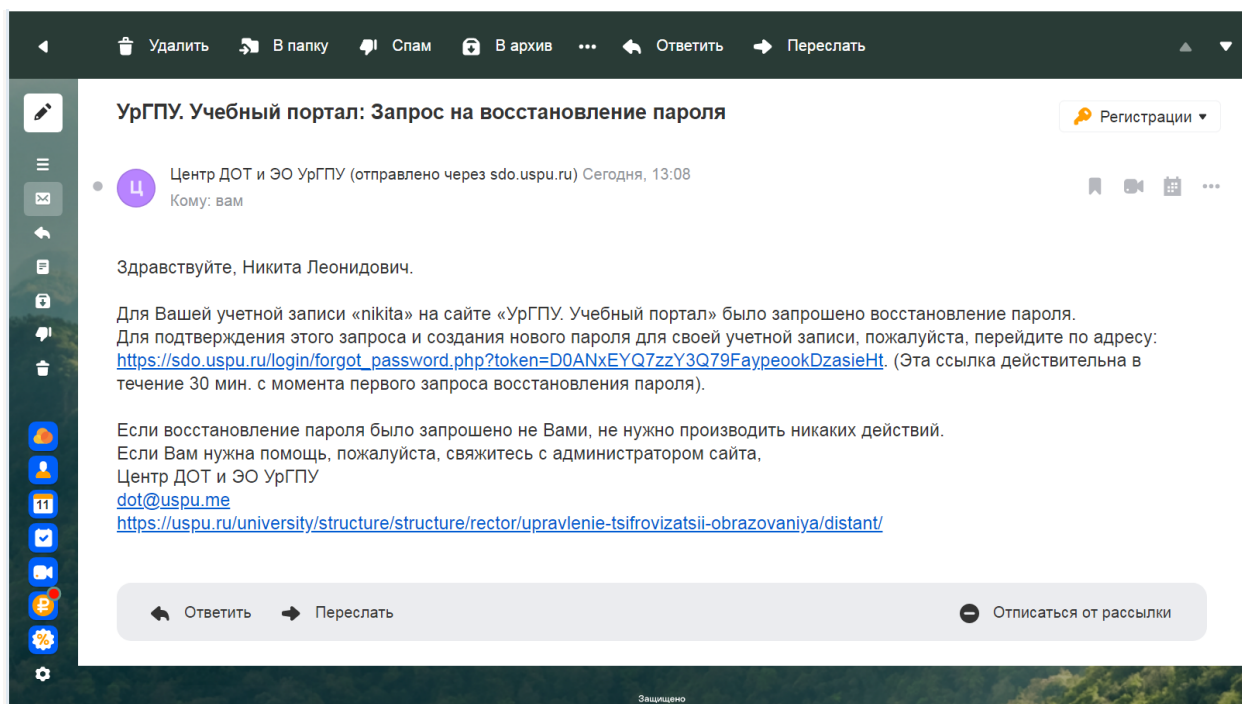 Удалить В папку Спам В архив ••• Ответить Переслать
УрГПУ. Учебный портал: Запрос на восстановление пароля
Регистрации
Ц
Центр ДОТ и ЭО УрГПУ (отправлено через sdo.uspu.ru) Сегодня, 13:08
Кому: вам
Здравствуйте, Никита Леонидович.
Для Вашей учетной записи «nikita» на сайте «УрГПУ. Учебный портал» было запрошено восстановление пароля.
Для подтверждения этого запроса и создания нового пароля для своей учетной записи, пожалуйста, перейдите по адресу:
https://sdo.uspu.ru/login/forgot_password.php?token=D0ANxEYQ7zzY3Q79FaypeookDzasieHt. (Эта ссылка действительна в
течение 30 мин. с момента первого запроса восстановления пароля).
Если восстановление пароля было запрошено не Вами, не нужно производить никаких действий.
Если Вам нужна помощь, пожалуйста, свяжитесь с администратором сайта,
Центр ДОТ и ЭО УрГПУ
dot@uspu.me
https://uspu.ru/university/structure/structure/rector/upravlenie-tsifrovizatsii-obrazovaniya/distant/
11
Ответить Переслать Отписаться от рассылки
Защищено